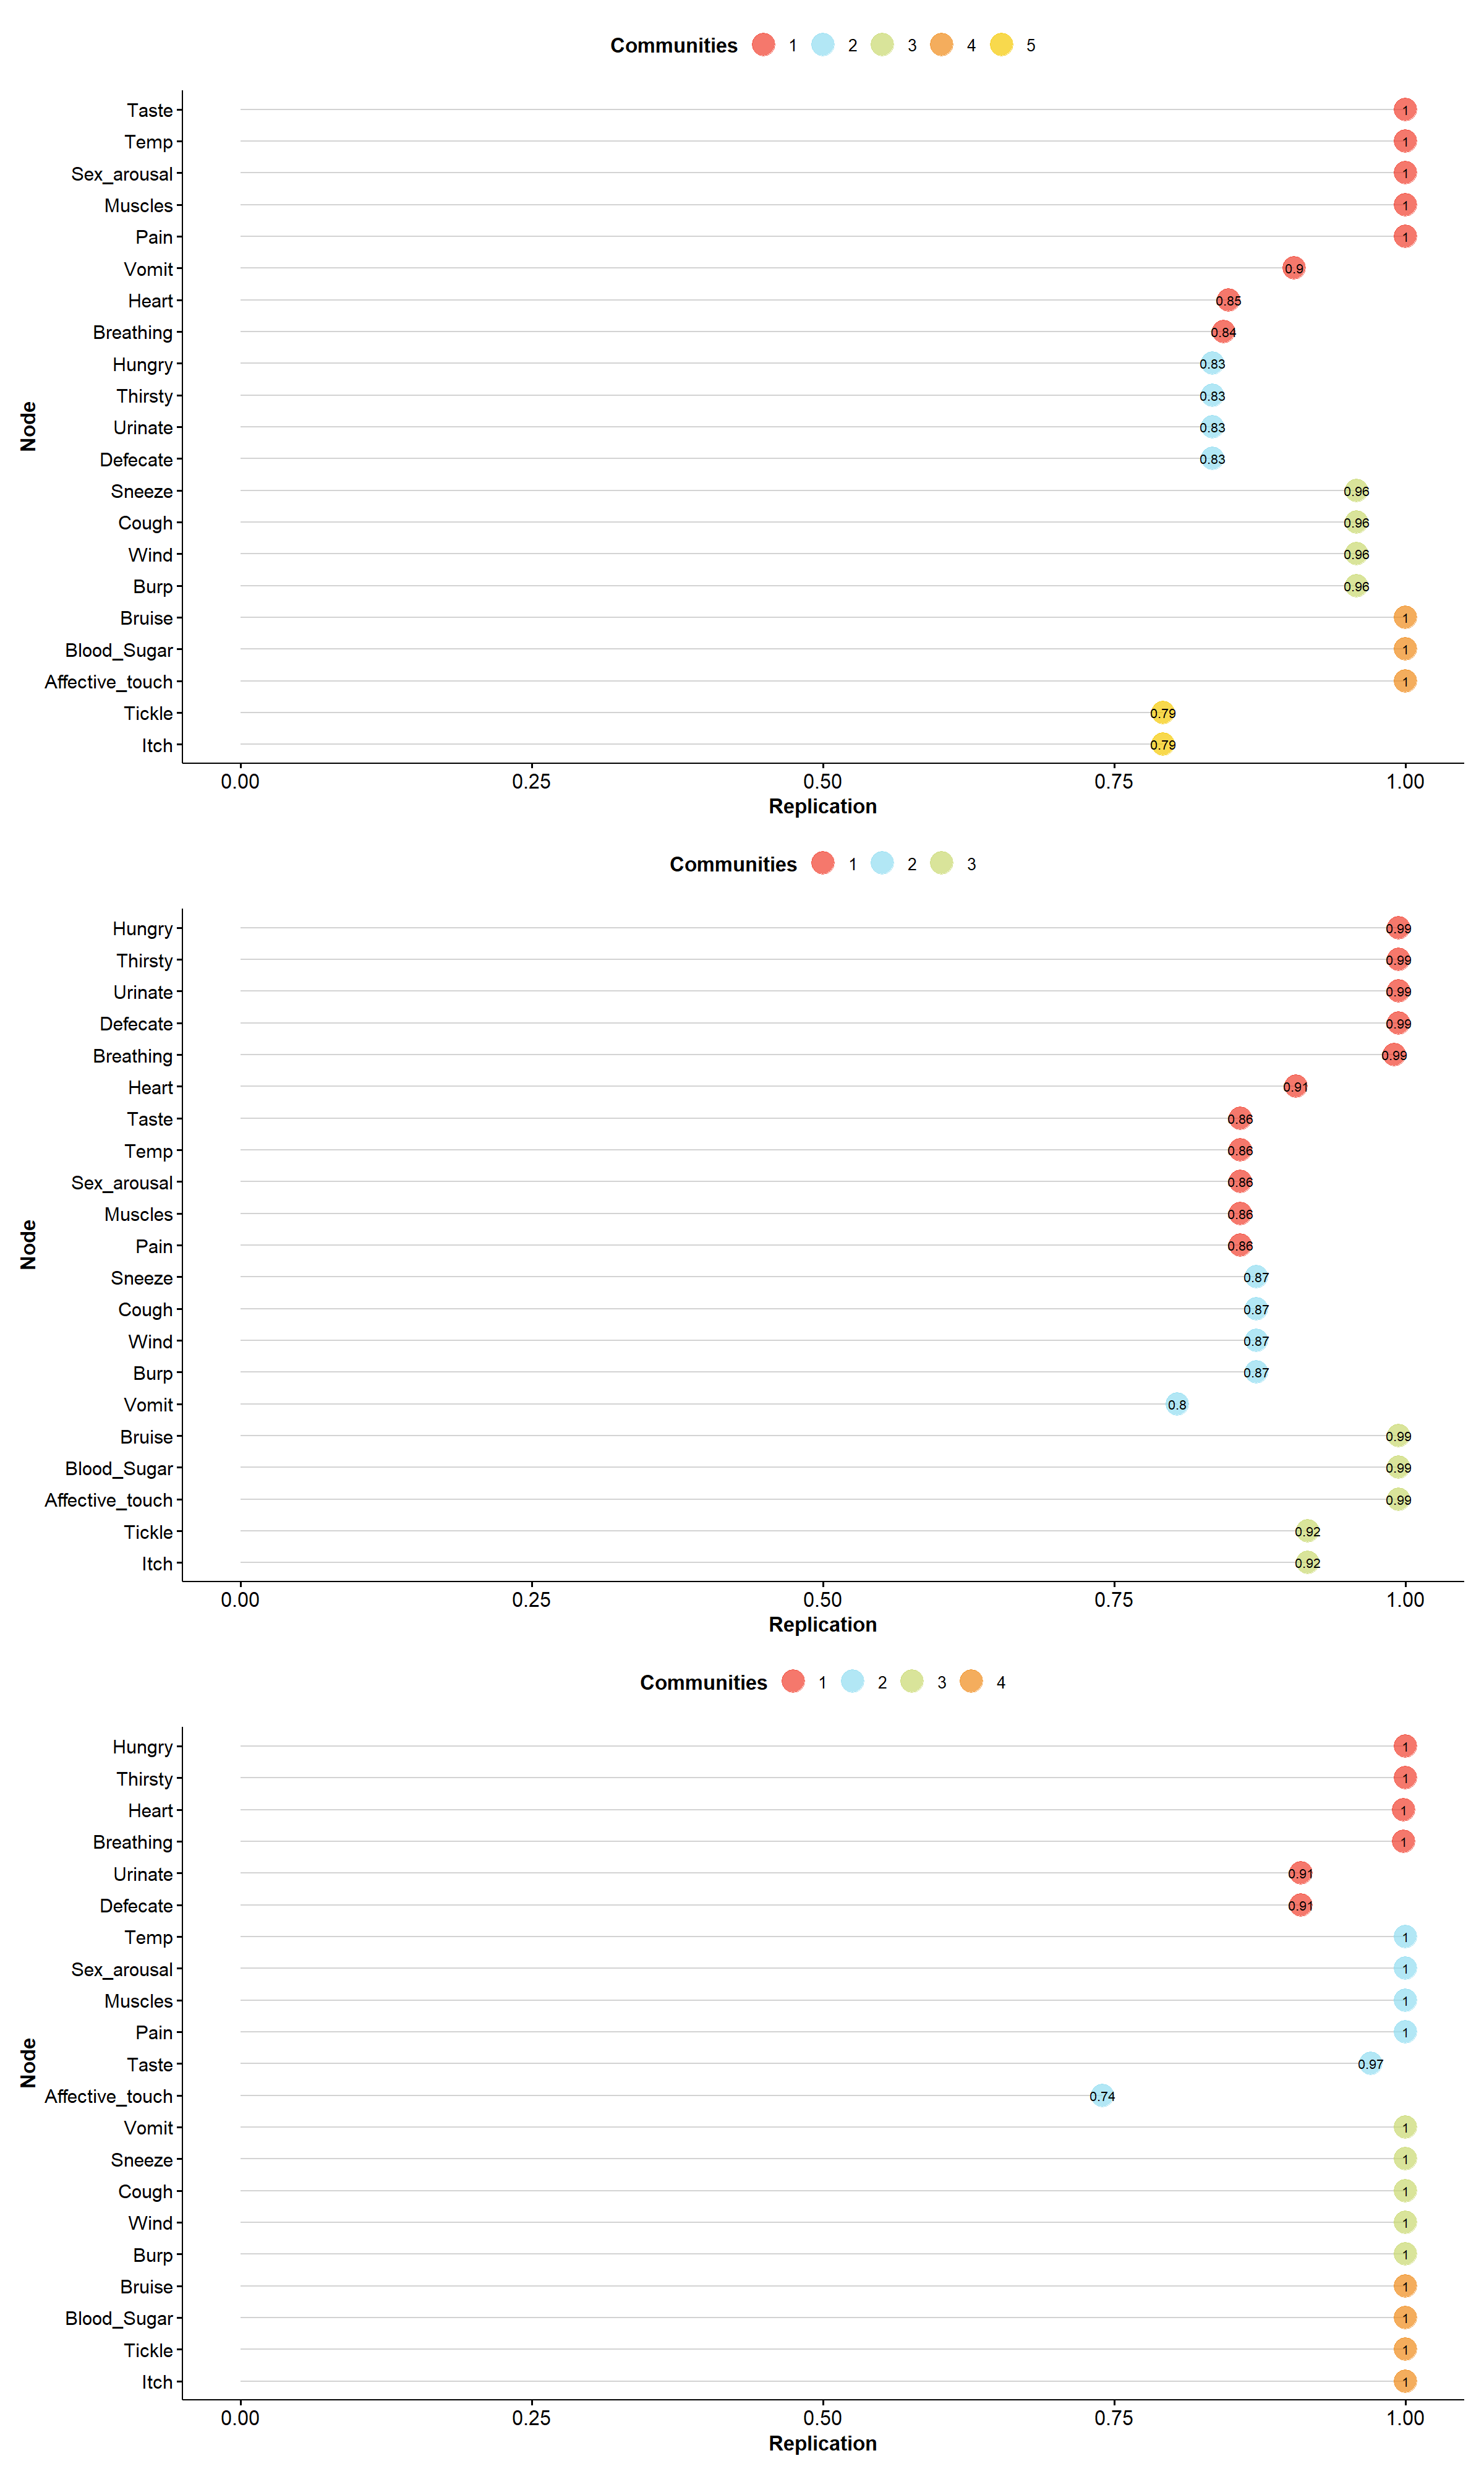 Communities 1 2 3 4 5
Taste 1
Temp 1
Sex_arousal 1
Muscles 1
Pain 1
Vomit 0.9
Heart 0.85
Breathing 0.84
Hungry 0.83
Thirsty 0.83
Urinate 0.83
Defecate 0.83
Sneeze 0.96
Cough 0.96
Wind 0.96
Burp 0.96
Bruise 1
Blood_Sugar 1
Affective_touch 1
Tickle 0.79
Itch 0.79
Node
0.00 0.25 0.50 0.75 1.00
Replication
Communities 1 2 3
Hungry 0.99
Thirsty 0.99
Urinate 0.99
Defecate 0.99
Breathing 0.99
Heart 0.91
Taste 0.86
Temp 0.86
Sex_arousal 0.86
Muscles 0.86
Pain 0.86
Sneeze 0.87
Cough 0.87
Wind 0.87
Burp 0.87
Vomit 0.8
Bruise 0.99
Blood_Sugar 0.99
Affective_touch 0.99
Tickle 0.92
Itch 0.92
Node
0.00 0.25 0.50 0.75 1.00
Replication
Communities 1 2 3 4
Hungry 1
Thirsty 1
Heart 1
Breathing 1
Urinate 0.91
Defecate 0.91
Temp 1
Sex_arousal 1
Muscles 1
Pain 1
Taste 0.97
Affective_touch 0.74
Vomit 1
Sneeze 1
Cough 1
Wind 1
Burp 1
Bruise 1
Blood_Sugar 1
Tickle 1
Itch 1
Node
0.00 0.25 0.50 0.75 1.00
Replication